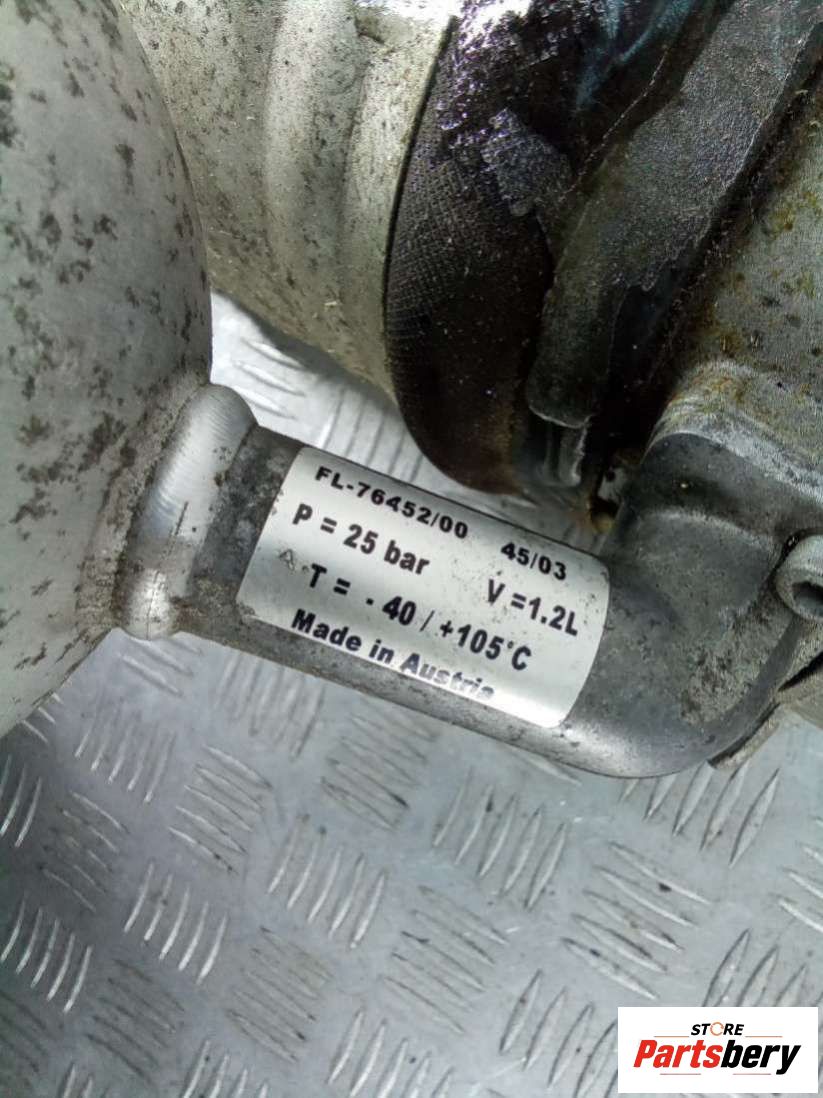 FL-76452/00 45/03
P = 25 bar V =1.2L
T = - 40 / +105°C
Made in Austria
STORE
Partsbery